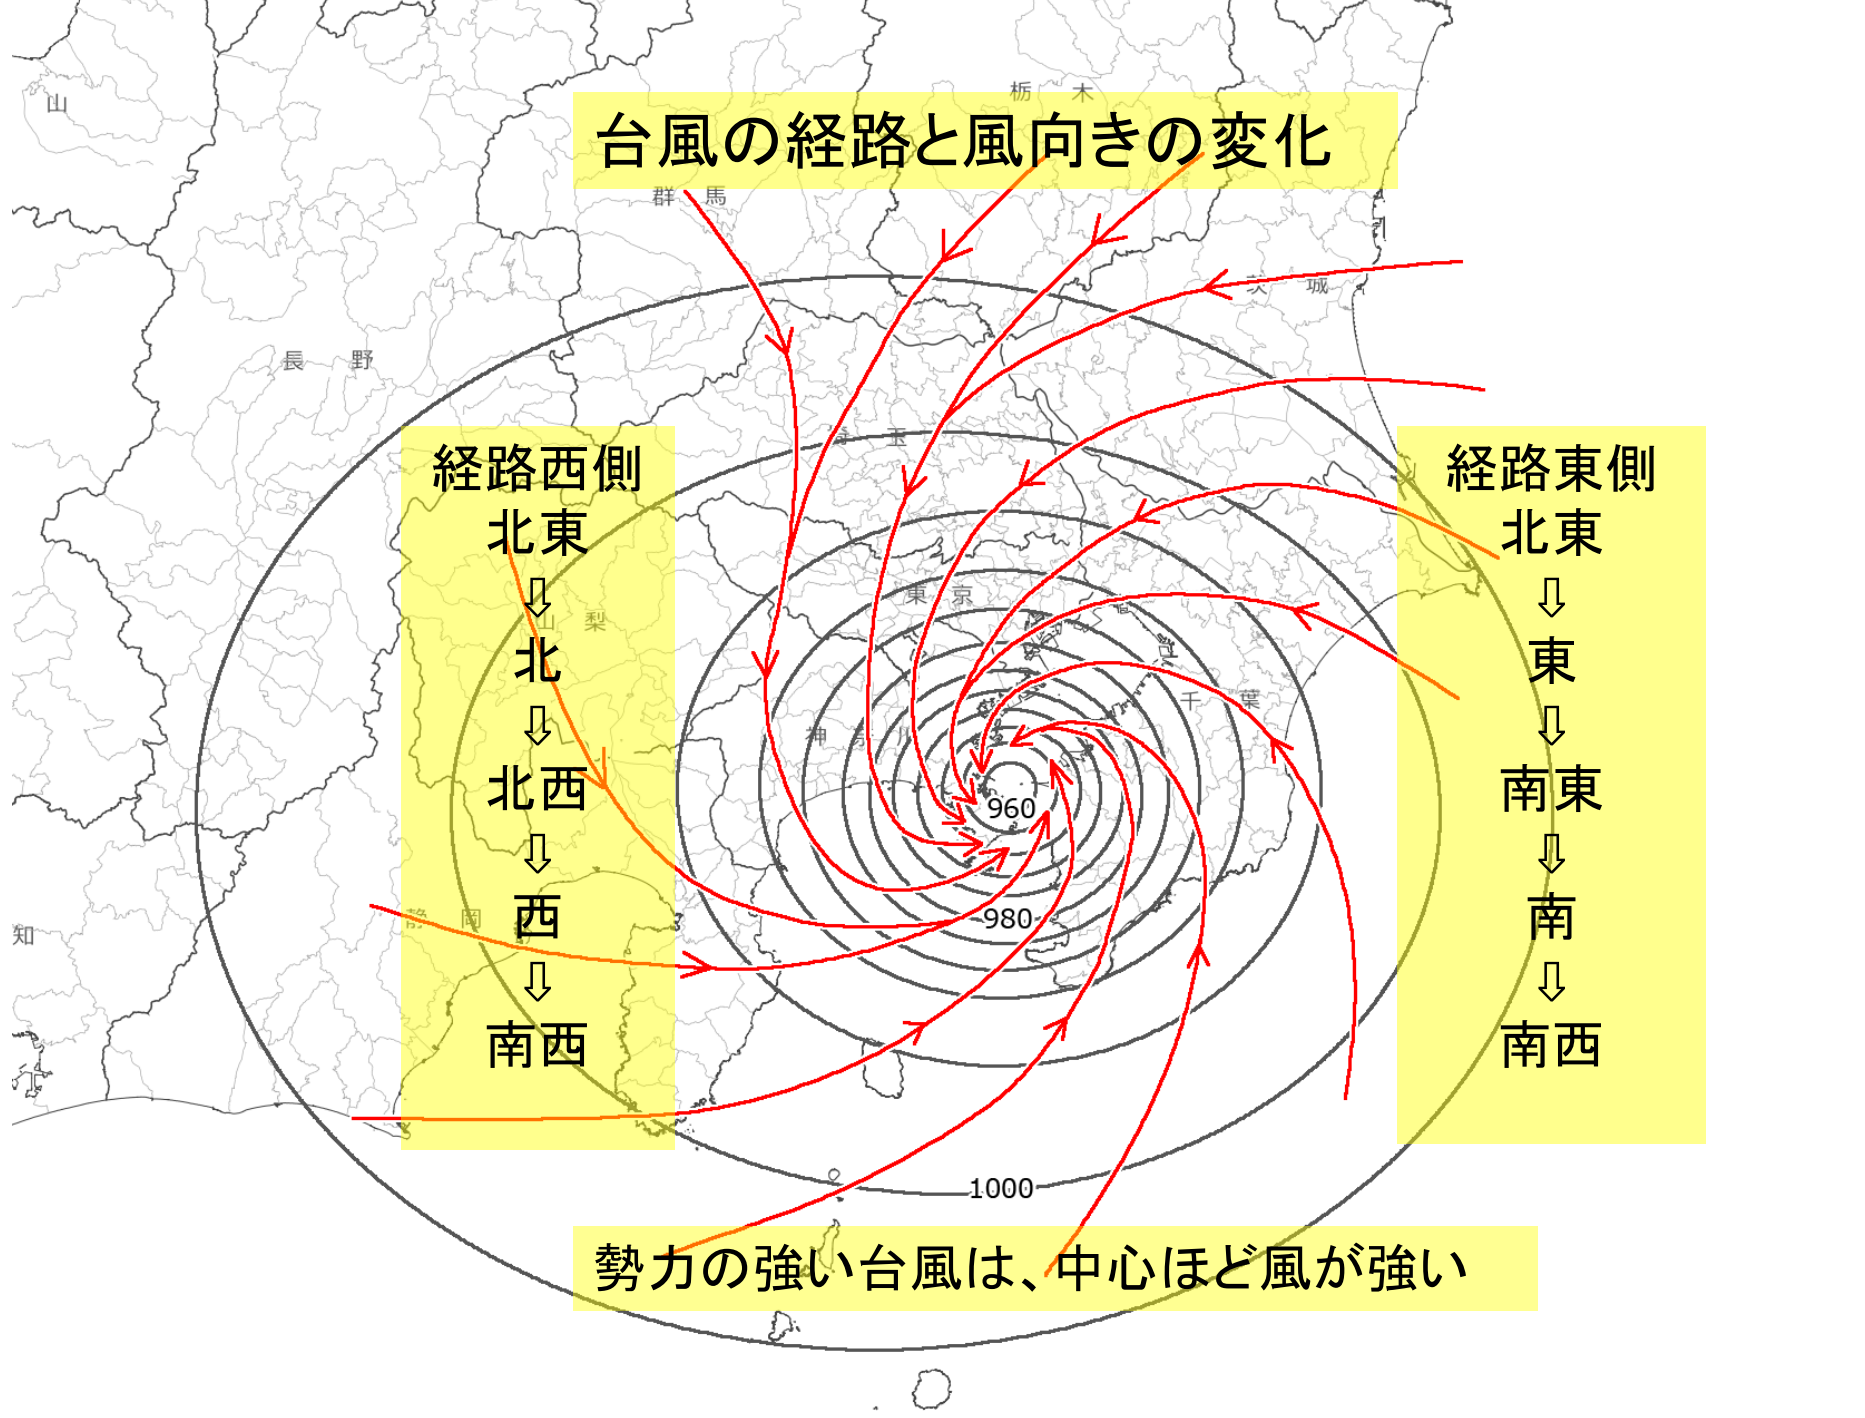 山
栃 木
台風の経路と風向きの変化
群 馬
茨 城
長 野
玉
経路西側
北東
⇩
北
⇩
北西
⇩
西
⇩
南西
経路東側
北東
⇩
東
⇩
南東
⇩
南
⇩
南西
東 京
山 梨
千 葉
神 奈 川
960
静 岡
980
知
1000
勢力の強い台風は、中心ほど風が強い